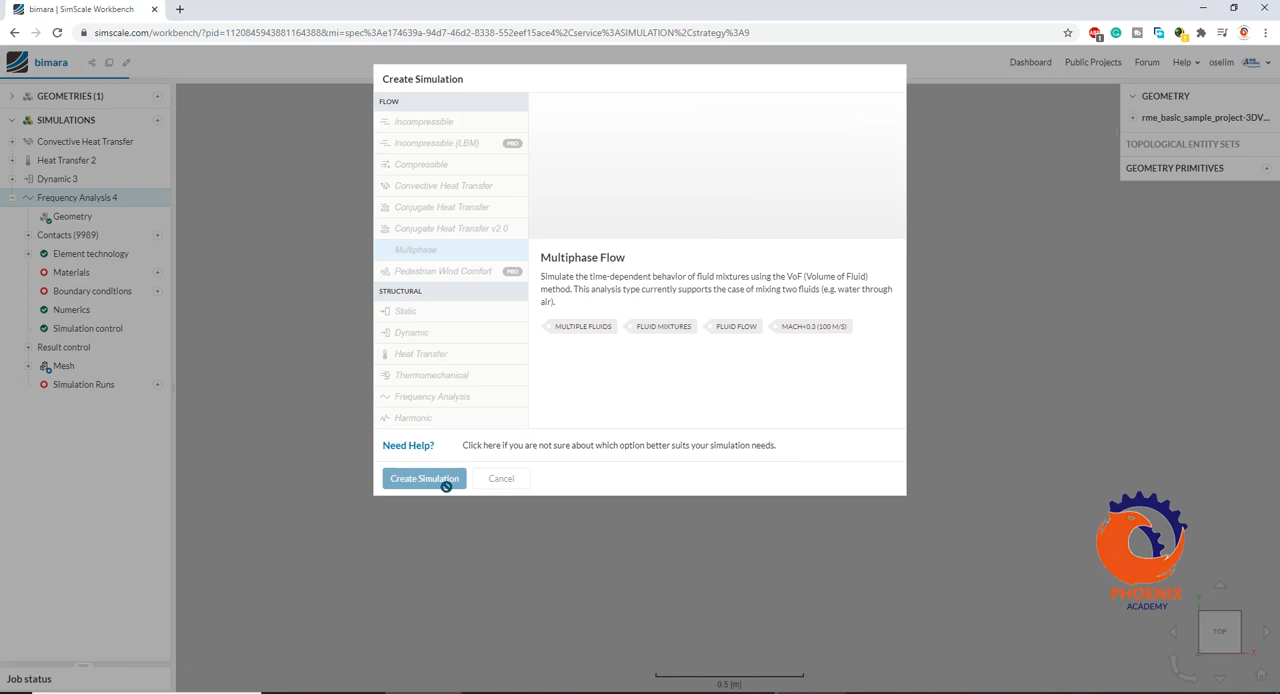 bimara | SimScale Workbench
simscale.com/workbench/?pid=1120845943881164388&mi=spec%3Ae174639a-94d7-46d2-8338-552eef15ace4%2Cservice%3ASIMULATION%2Cstrategy%3A9
bimara
Dashboard
Public Projects
Forum
Help
oselim
GEOMETRIES (1)
SIMULATIONS
Convective Heat Transfer
Heat Transfer 2
Dynamic 3
Frequency Analysis 4
Geometry
Contacts (9989)
Element technology
Materials
Boundary conditions
Numerics
Simulation control
Result control
Mesh
Simulation Runs
Job status
Create Simulation
FLOW
Incompressible
Incompressible (LBM) PRO
Compressible
Convective Heat Transfer
Conjugate Heat Transfer
Conjugate Heat Transfer v2.0
Multiphase
Pedestrian Wind Comfort PRO
STRUCTURAL
Static
Dynamic
Heat Transfer
Thermomechanical
Frequency Analysis
Harmonic
Multiphase Flow
Simulate the time-dependent behavior of fluid mixtures using the VoF (Volume of Fluid)
method. This analysis type currently supports the case of mixing two fluids (e.g. water through
air).
MULTIPLE FLUIDS
FLUID MIXTURES
FLUID FLOW
MACH<0.3 (100 M/S)
Need Help?
Click here if you are not sure about which option better suits your simulation needs.
Create Simulation
Cancel
GEOMETRY
rme_basic_sample_project-3DV...
TOPOLOGICAL ENTITY SETS
GEOMETRY PRIMITIVES
PHOENIX
ACADEMY
Y
TOP
Z
X
0.5 [m]